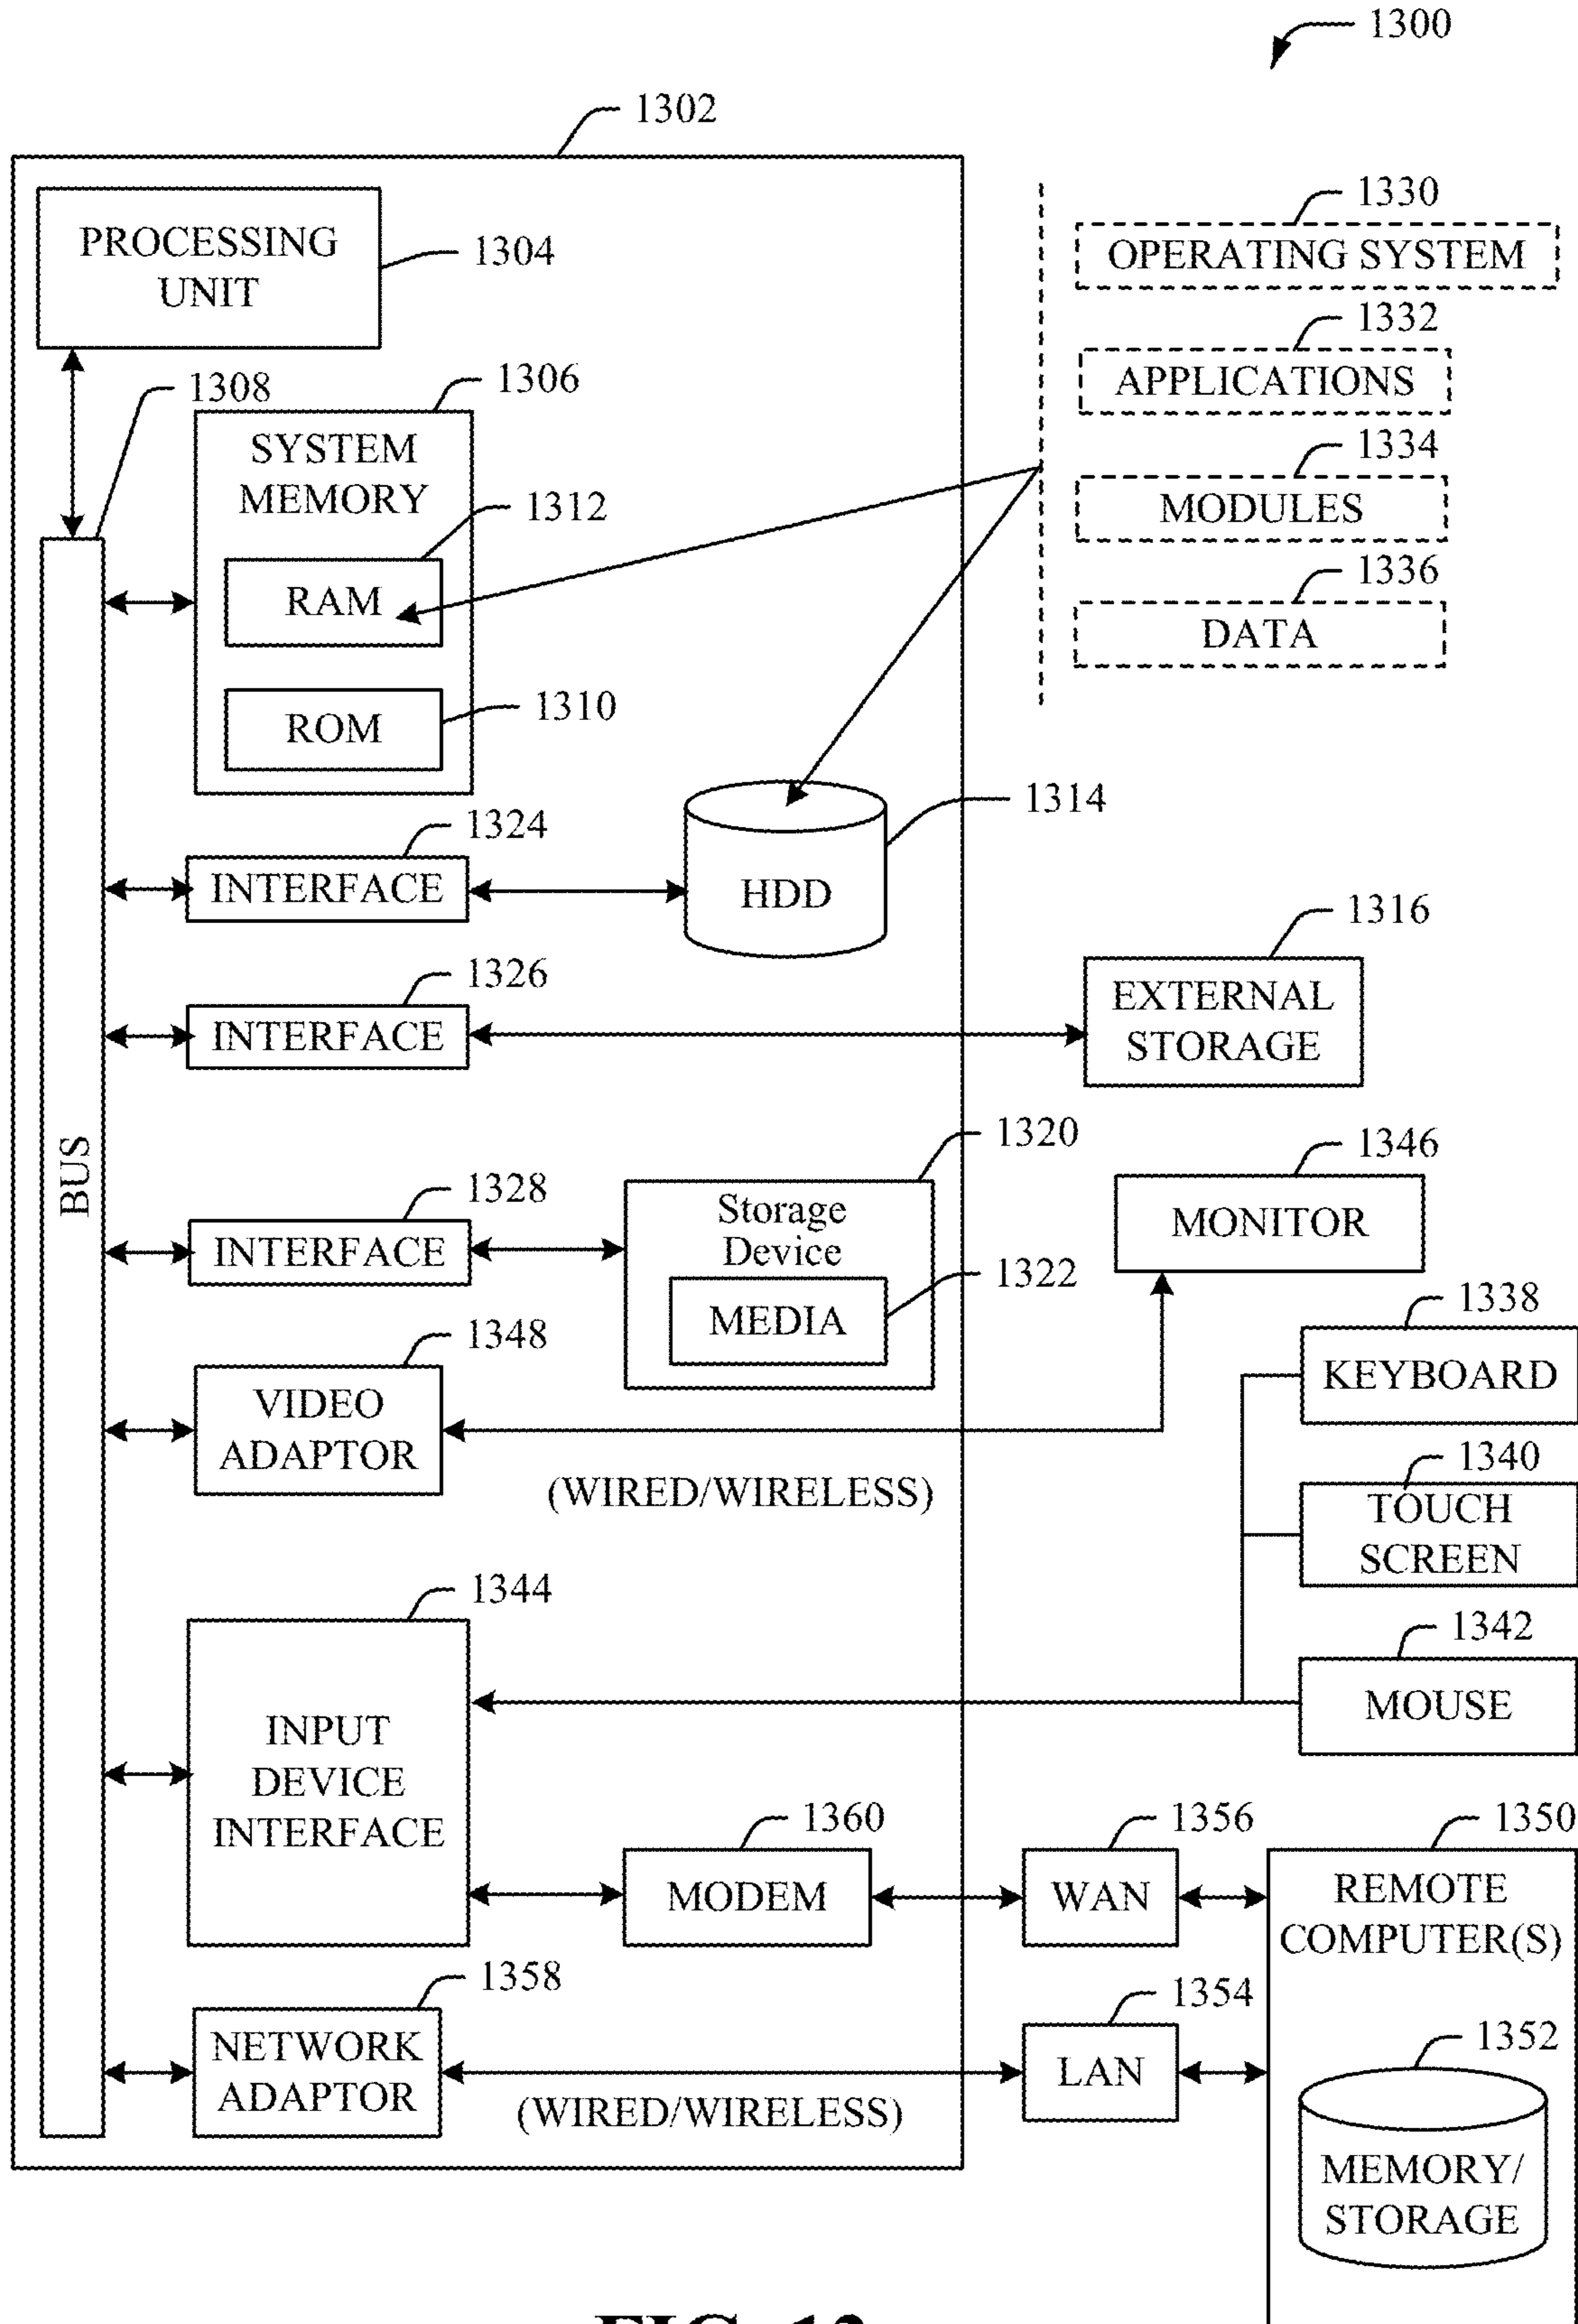 1300
1302
PROCESSING
UNIT
1304
1330
OPERATING SYSTEM
1332
APPLICATIONS
1334
MODULES
1336
DATA
1308
1306
SYSTEM
MEMORY
1312
RAM
1310
ROM
1324
INTERFACE
1314
HDD
1326
INTERFACE
1316
EXTERNAL
STORAGE
BUS
1328
INTERFACE
1320
Storage
Device
1322
MEDIA
1346
MONITOR
1348
VIDEO
ADAPTOR
(WIRED/WIRELESS)
1338
KEYBOARD
1340
TOUCH
SCREEN
1342
MOUSE
1344
INPUT
DEVICE
INTERFACE
1360
MODEM
1356
WAN
1350
REMOTE
COMPUTER(S)
1358
NETWORK
ADAPTOR
(WIRED/WIRELESS)
1354
LAN
1352
MEMORY/
STORAGE